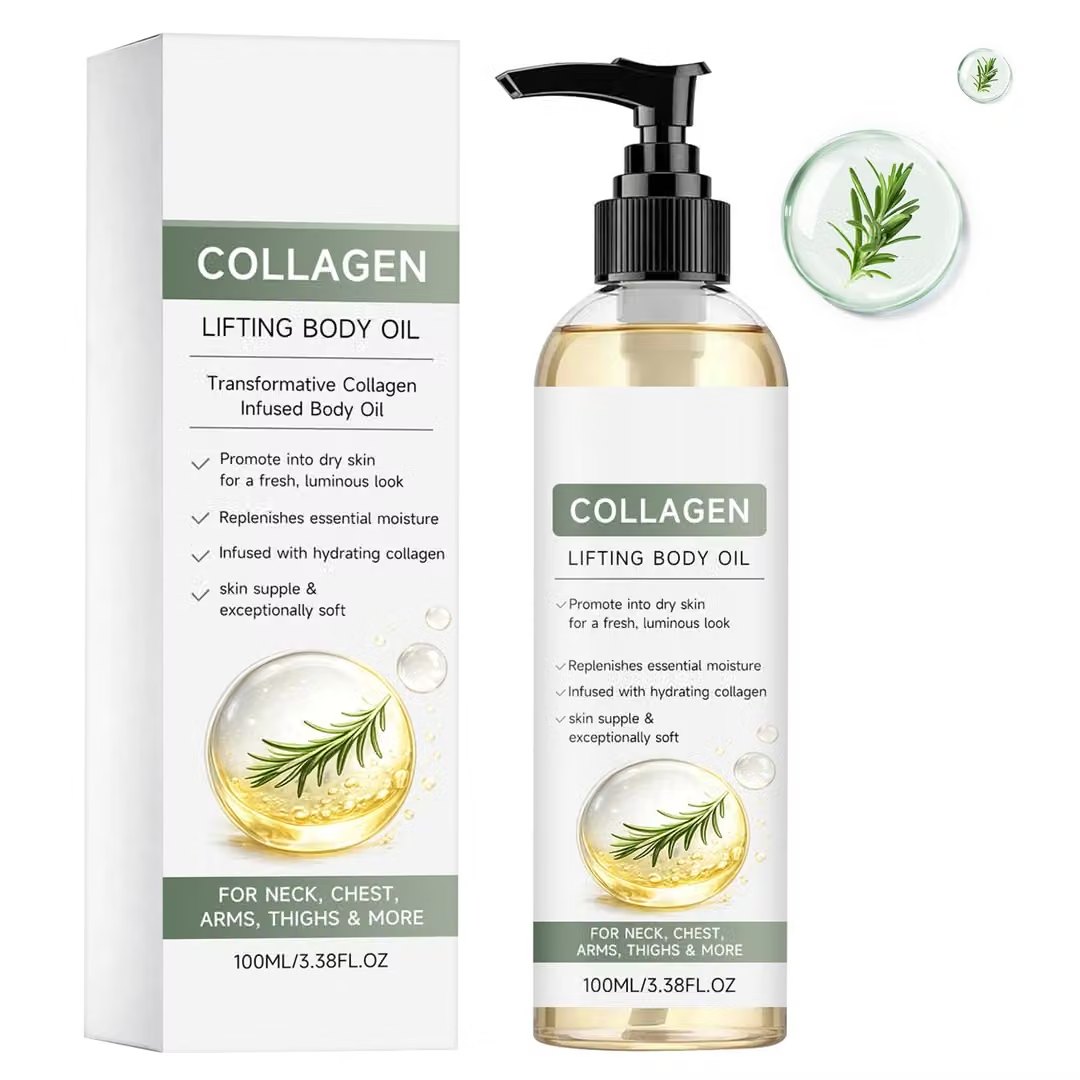 COLLAGEN
LIFTING BODY OIL
Transformative Collagen
Infused Body Oil
Promote into dry skin
for a fresh, luminous look
Replenishes essential moisture
Infused with hydrating collagen
skin supple &
exceptionally soft
FOR NECK, CHEST,
ARMS, THIGHS & MORE
100ML/3.38FL.OZ
COLLAGEN
LIFTING BODY OIL
Promote into dry skin
for a fresh, luminous look
Replenishes essential moisture
Infused with hydrating collagen
skin supple &
exceptionally soft
FOR NECK, CHEST,
ARMS, THIGHS & MORE
100ML/3.38FL.OZ